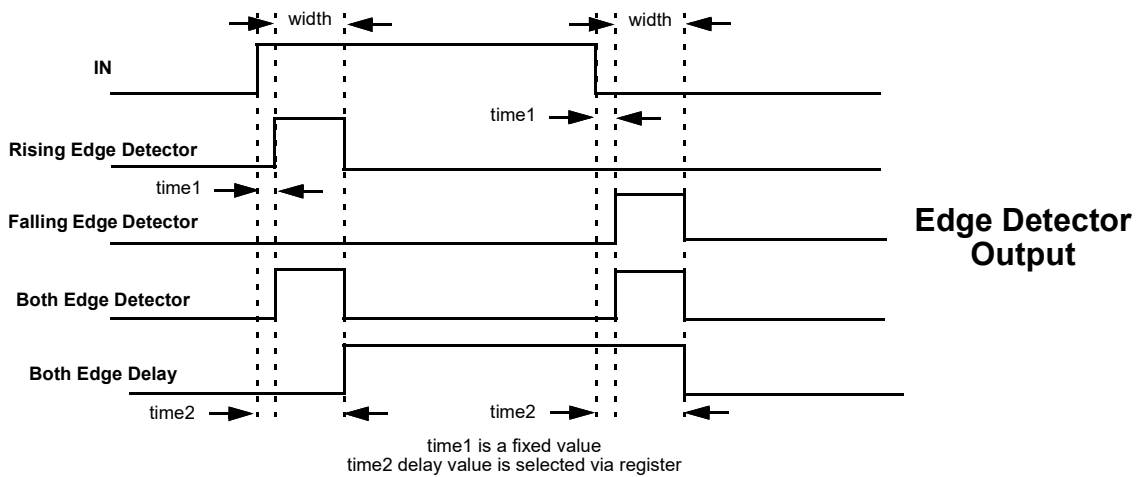 width
width
IN
time1
Rising Edge Detector
time1
Falling Edge Detector
Edge Detector
Output
Both Edge Detector
Both Edge Delay
time2
time2
time1 is a fixed value
time2 delay value is selected via register